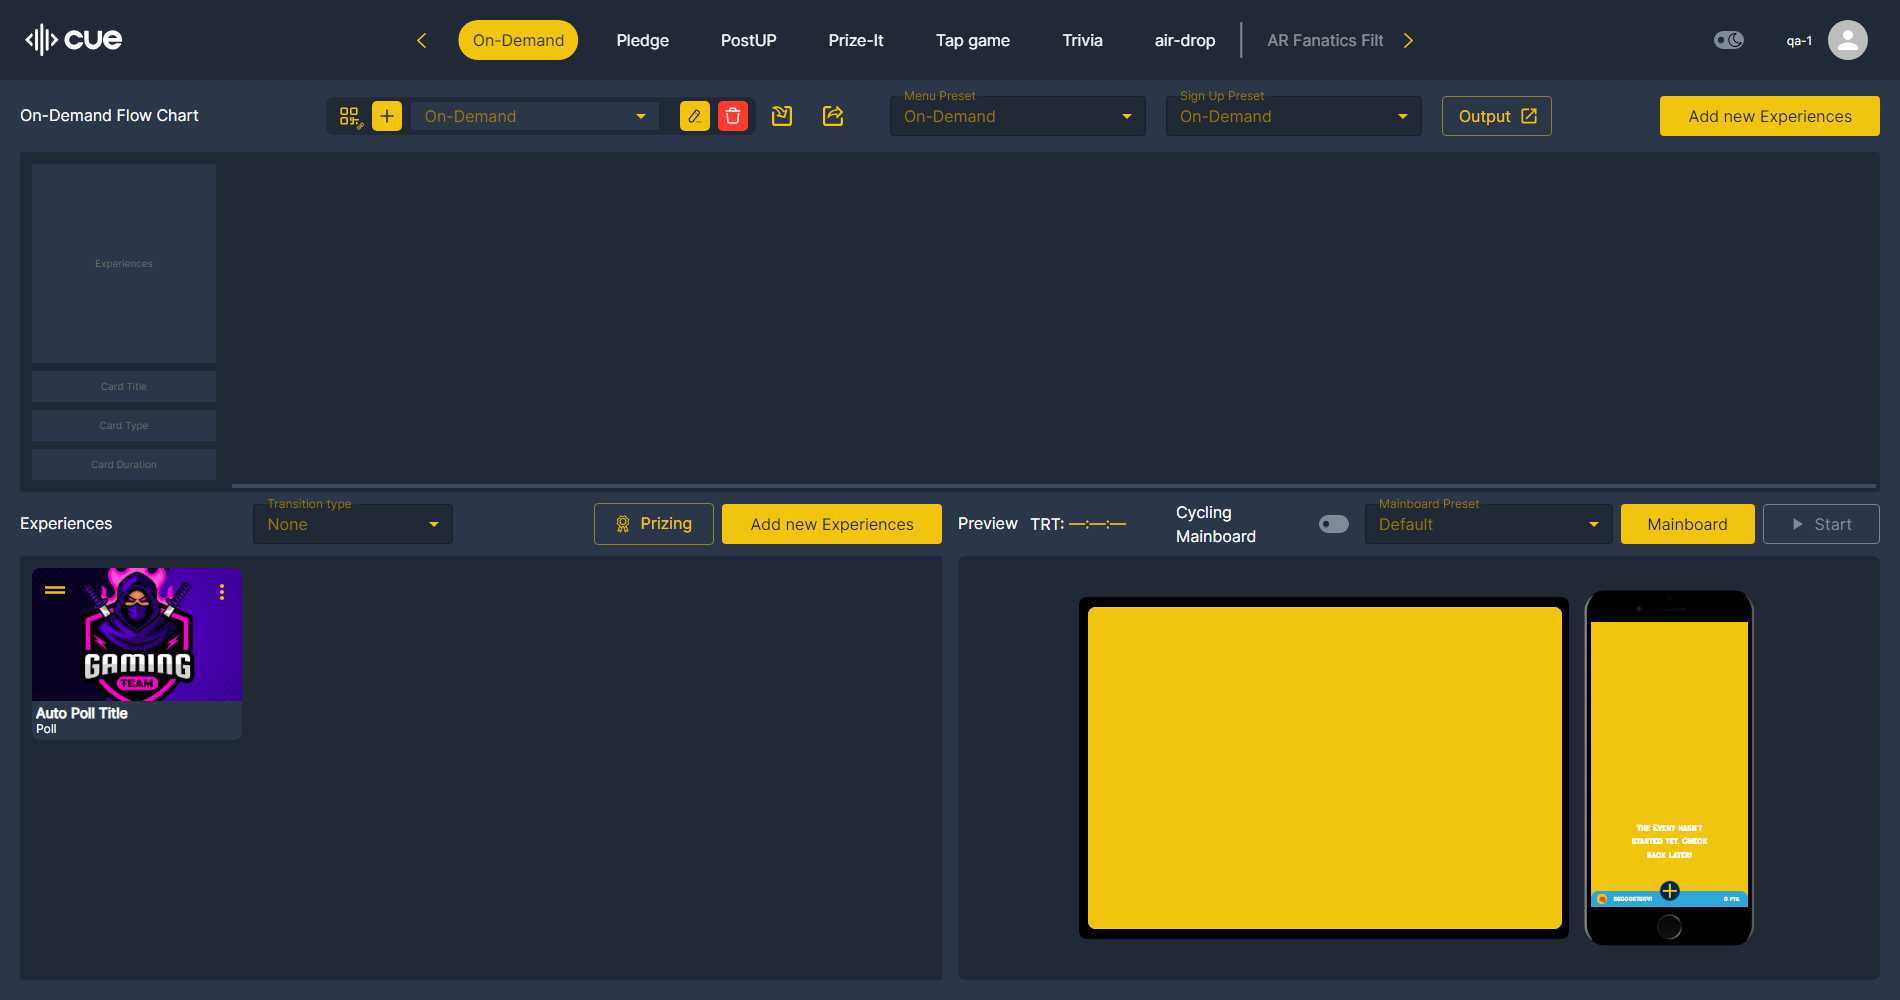 cue
On-Demand
Pledge
PostUP
Prize-It
Tap game
Trivia
air-drop
AR Fanatics Filt
qa-1
On-Demand Flow Chart
On-Demand
Menu Preset
On-Demand
Sign Up Preset
On-Demand
Output
Add new Experiences
Experiences
Card Title
Card Type
Card Duration
Experiences
Transition type
None
Prizing
Add new Experiences
Preview
TRT: —:—:—
Cycling
Mainboard
Mainboard Preset
Default
Mainboard
Start
GAMING
TEAM
Auto Poll Title
Poll
The Event hasn't
started yet. Check
back later!
0 pts.